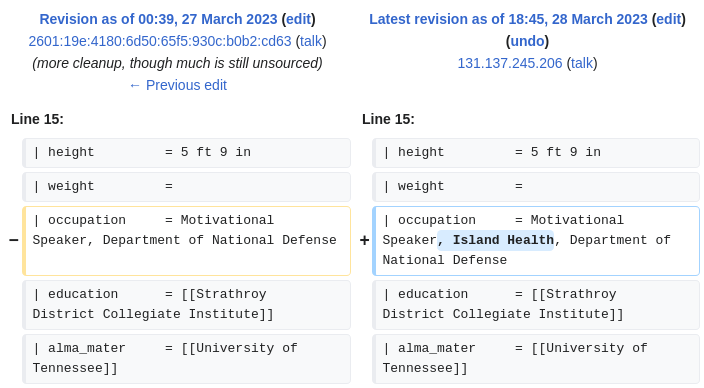 Revision as of 00:39, 27 March 2023 (edit)
2601:19e:4180:6d50:65f5:930c:b0b2:cd63 (talk)
(more cleanup, though much is still unsourced)
← Previous edit
Latest revision as of 18:45, 28 March 2023 (edit)
(undo)
131.137.245.206 (talk)
Line 15:
Line 15:
| height         = 5 ft 9 in
| height         = 5 ft 9 in
| weight         =
| weight         =
− | occupation     = Motivational
Speaker, Department of National Defense
+ | occupation     = Motivational
Speaker, Island Health, Department of
National Defense
| education      = [[Strathroy
District Collegiate Institute]]
| education      = [[Strathroy
District Collegiate Institute]]
| alma_mater     = [[University of
Tennessee]]
| alma_mater     = [[University of
Tennessee]]